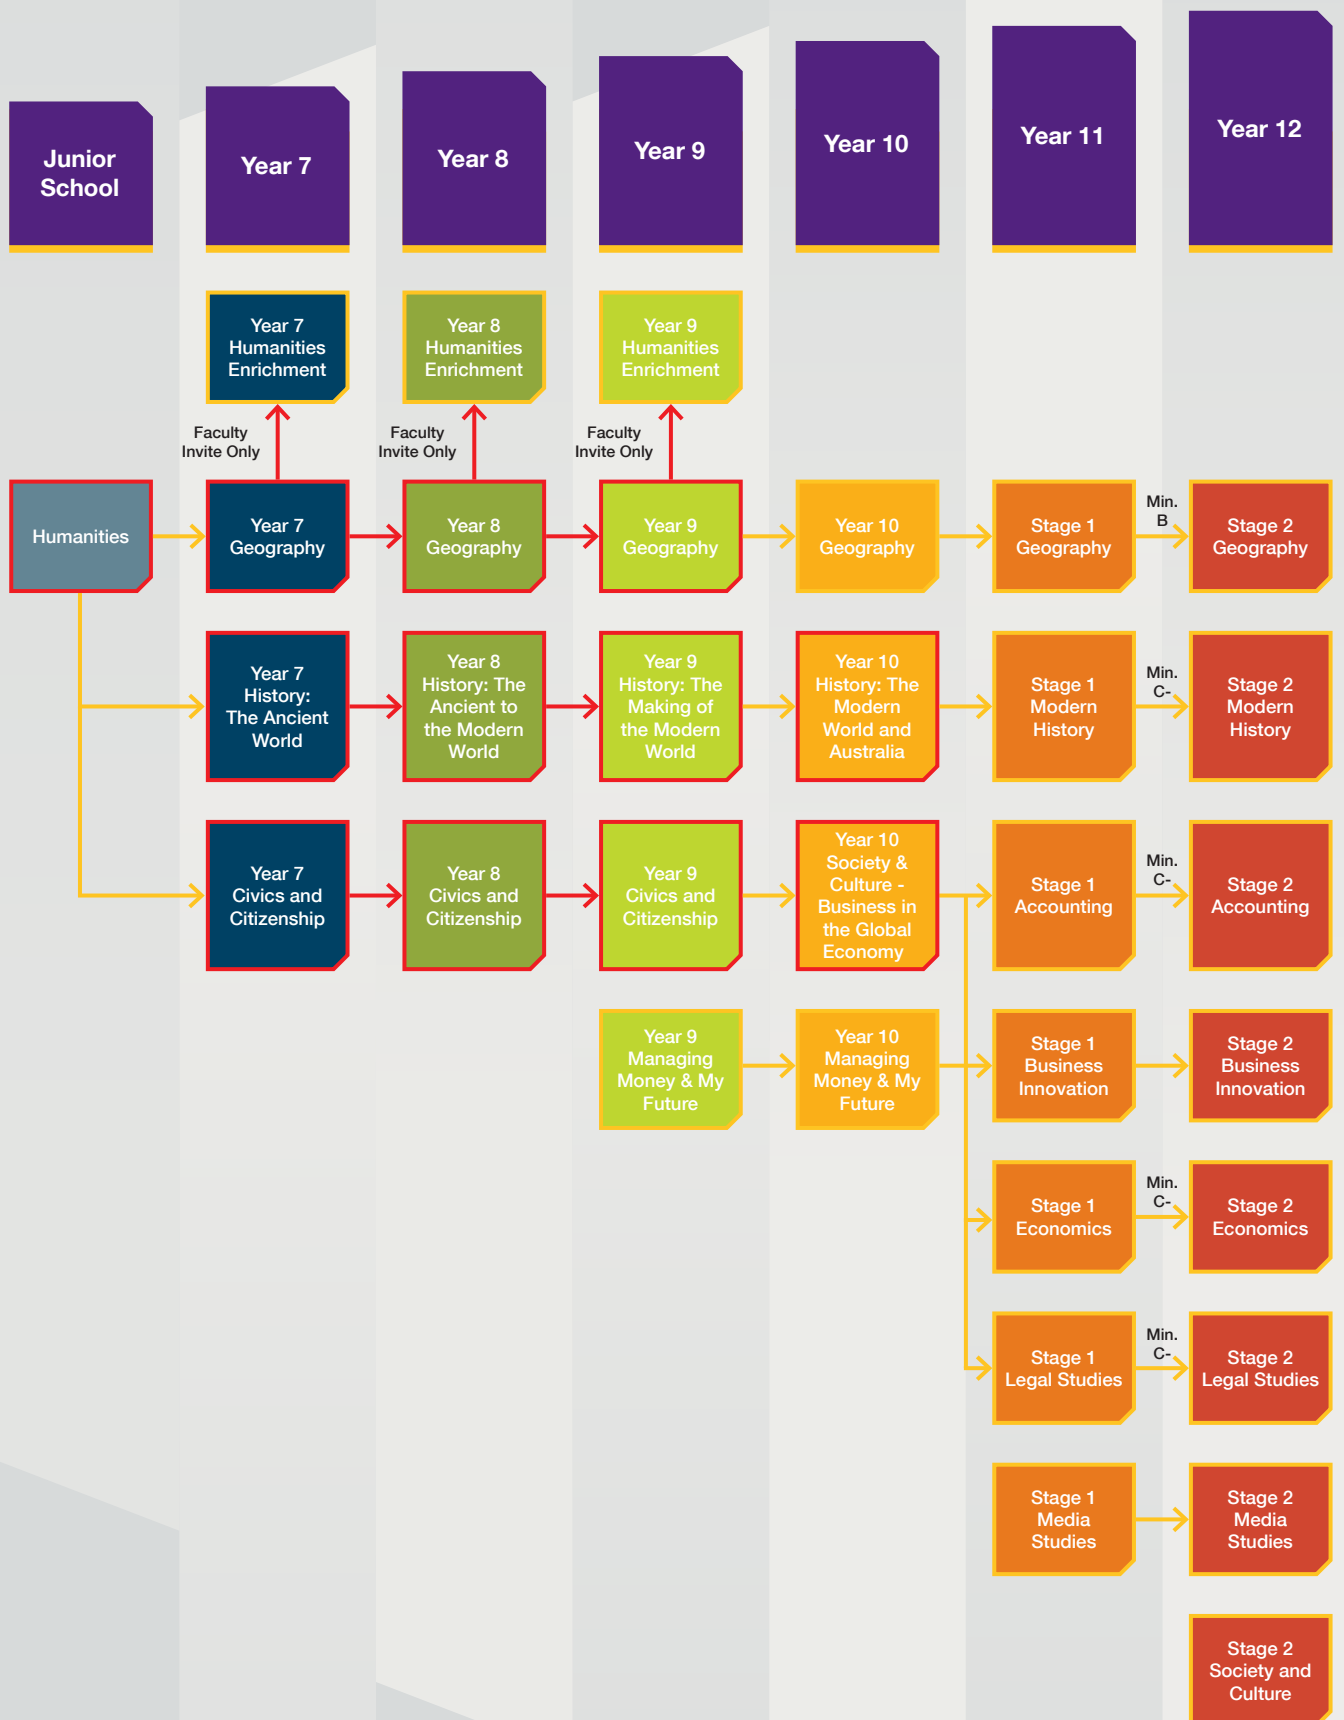 Junior
School
Year 7
Year 8
Year 9
Year 10
Year 11
Year 12
Year 7
Humanities
Enrichment
Year 8
Humanities
Enrichment
Year 9
Humanities
Enrichment
Faculty
Invite Only
Faculty
Invite Only
Faculty
Invite Only
Humanities
Year 7
Geography
Year 8
Geography
Year 9
Geography
Year 10
Geography
Stage 1
Geography
Min.
B
Stage 2
Geography
Year 7
History:
The Ancient
World
Year 8
History: The
Ancient to
the Modern
World
Year 9
History: The
Making of
the Modern
World
Year 10
History: The
Modern
World and
Australia
Stage 1
Modern
History
Min.
C-
Stage 2
Modern
History
Year 7
Civics and
Citizenship
Year 8
Civics and
Citizenship
Year 9
Civics and
Citizenship
Year 10
Society &
Culture -
Business in
the Global
Economy
Stage 1
Accounting
Min.
C-
Stage 2
Accounting
Year 9
Managing
Money & My
Future
Year 10
Managing
Money & My
Future
Stage 1
Business
Innovation
Stage 2
Business
Innovation
Stage 1
Economics
Min.
C-
Stage 2
Economics
Stage 1
Legal Studies
Min.
C-
Stage 2
Legal Studies
Stage 1
Media
Studies
Stage 2
Media
Studies
Stage 2
Society and
Culture